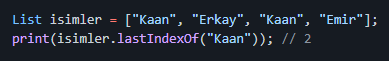 List isimler = ["Kaan", "Erkay", "Kaan", "Emir"];
print(isimler.lastIndexOf("Kaan")); // 2